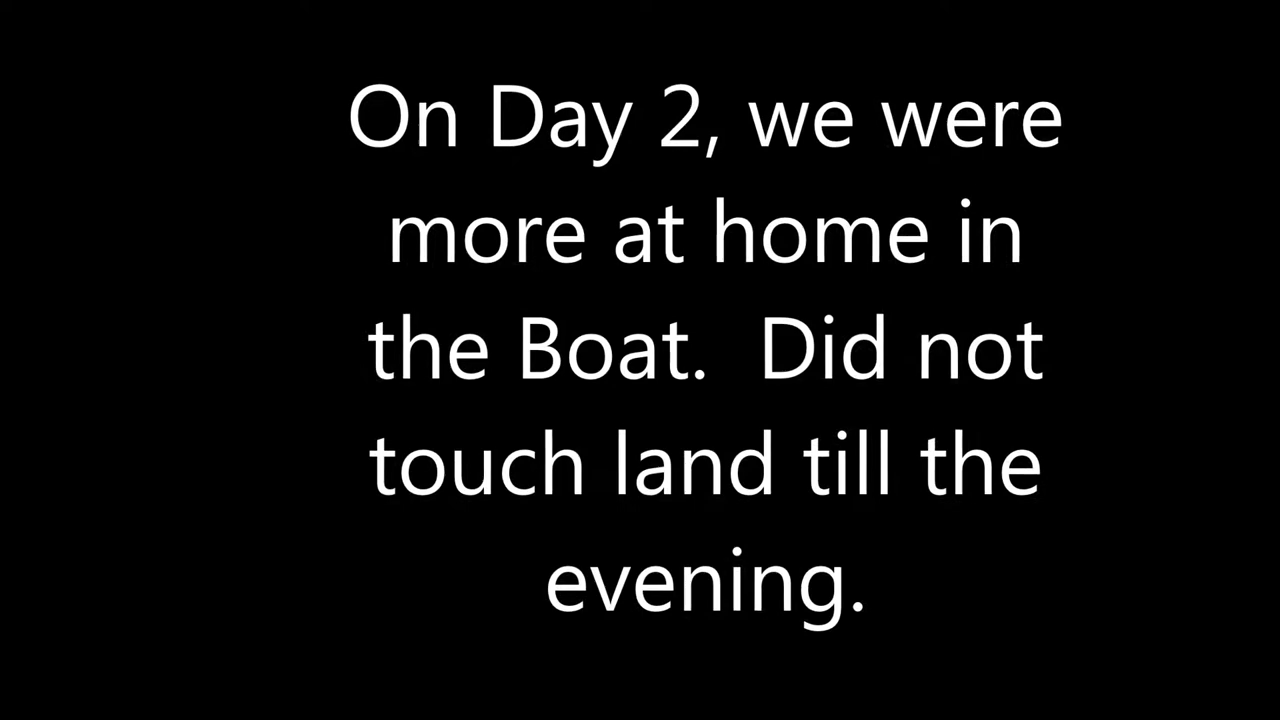 On Day 2, we were
more at home in
the Boat.  Did not
touch land till the
evening.